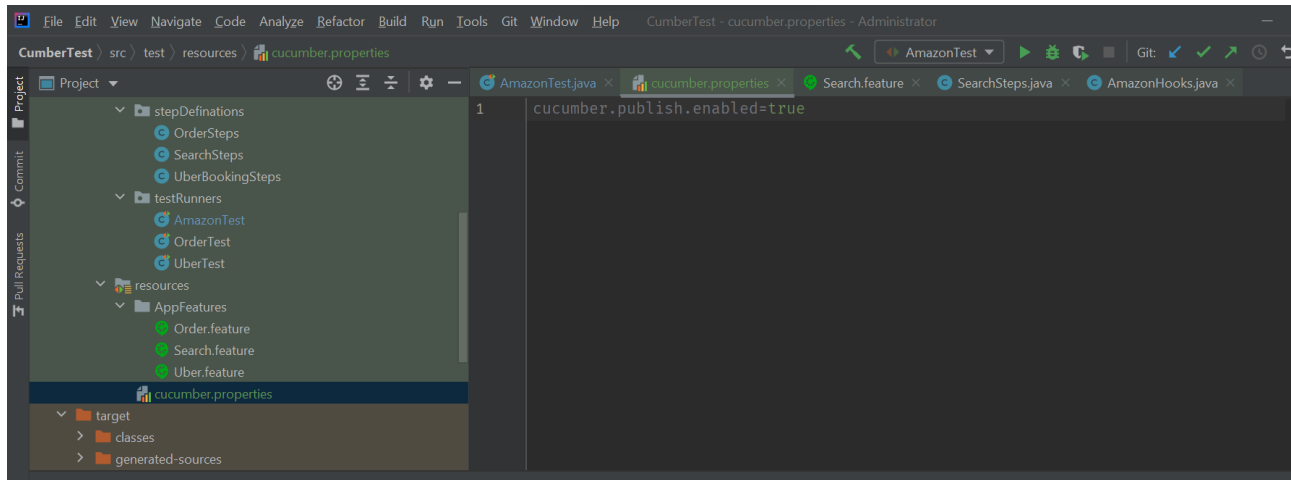 File Edit View Navigate Code Analyze Refactor Build Run Tools Git Window Help CumberTest - cucumber.properties - Administrator
CumberTest src test resources cucumber.properties AmazonTest Git:
Project AmazonTest.java cucumber.properties Search.feature SearchSteps.java AmazonHooks.java
Project
Commit
Pull Requests
stepDefinations
OrderSteps
SearchSteps
UberBookingSteps
testRunners
AmazonTest
OrderTest
UberTest
resources
AppFeatures
Order.feature
Search.feature
Uber.feature
cucumber.properties
target
classes
generated-sources
1 cucumber.publish.enabled=true